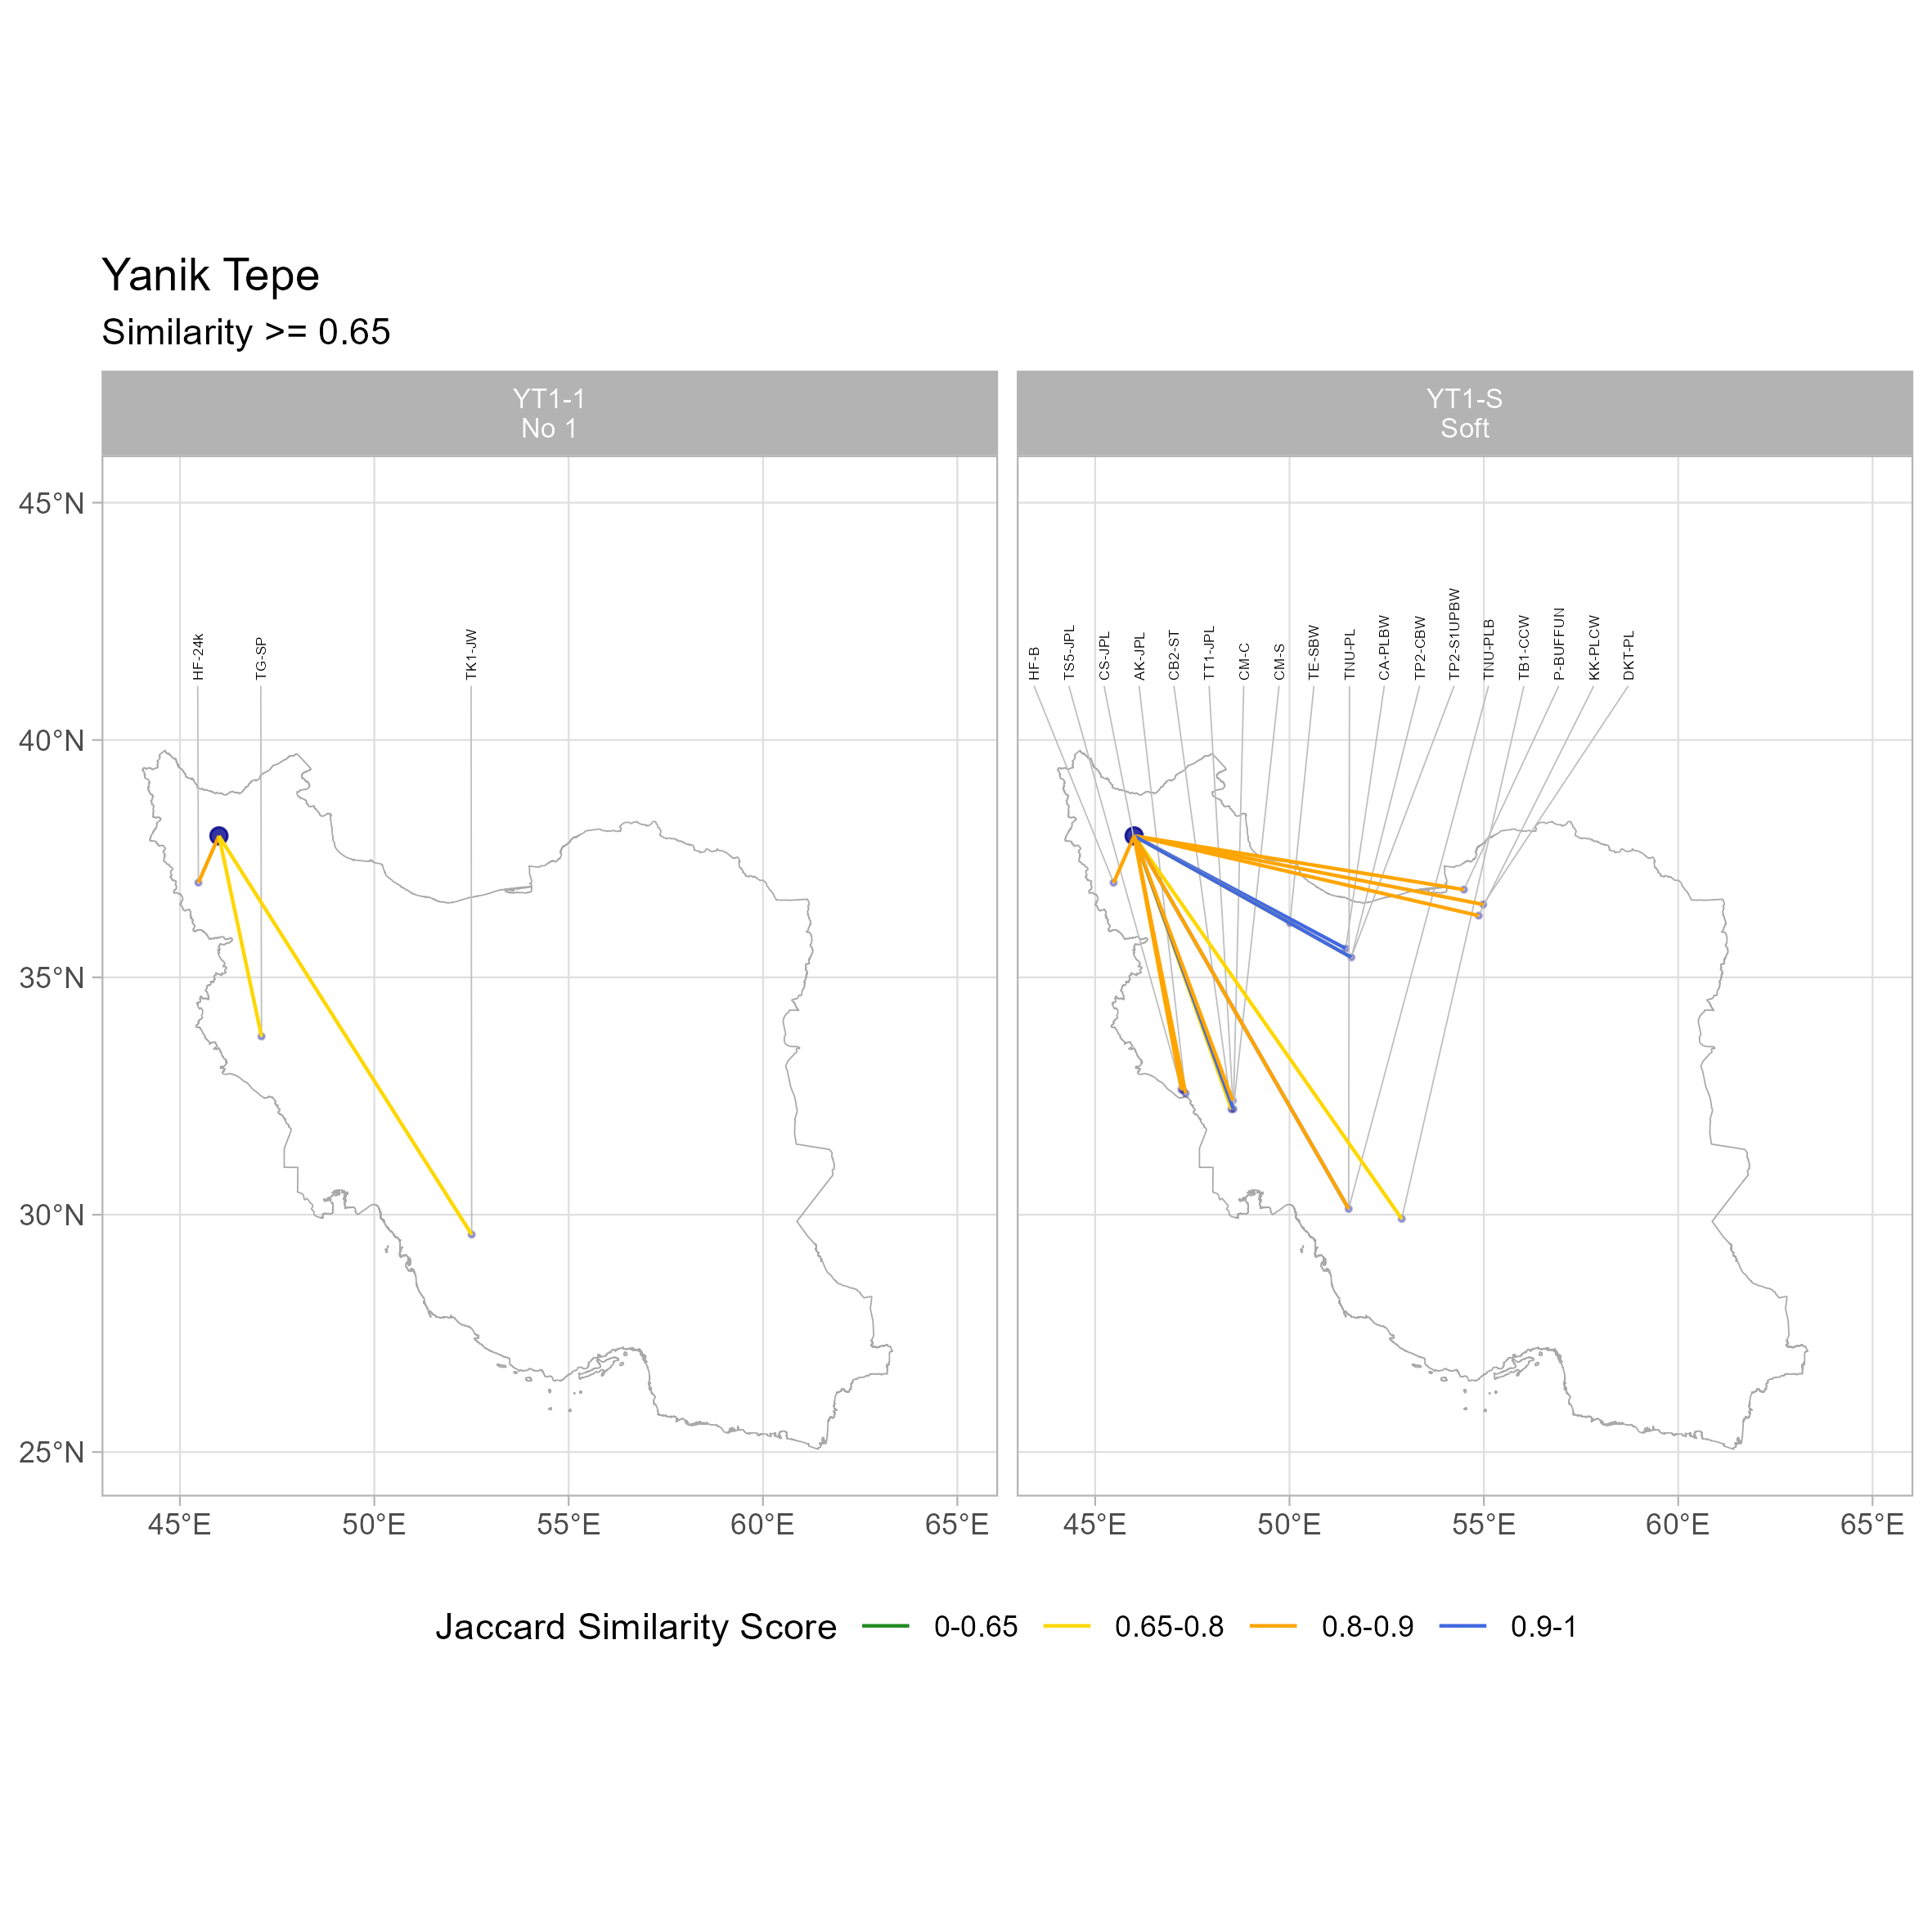 Yanik Tepe
Similarity >= 0.65
YT1-1
No 1
YT1-S
Soft
45°N
40°N
35°N
30°N
25°N
HF-24k
TG-SP
TK1-JW
HF-B
TS5-JPL
CS-JPL
AK-JPL
CB2-ST
TT1-JPL
CM-C
CM-S
TE-SBW
TNU-PL
CA-PLBW
TP2-CBW
TP2-S1UPBW
TNU-PLB
TB1-CCW
P-BUFFUN
KK-PLCW
DKT-PL
45°E 50°E 55°E 60°E 65°E
45°E 50°E 55°E 60°E 65°E
Jaccard Similarity Score 0-0.65 0.65-0.8 0.8-0.9 0.9-1